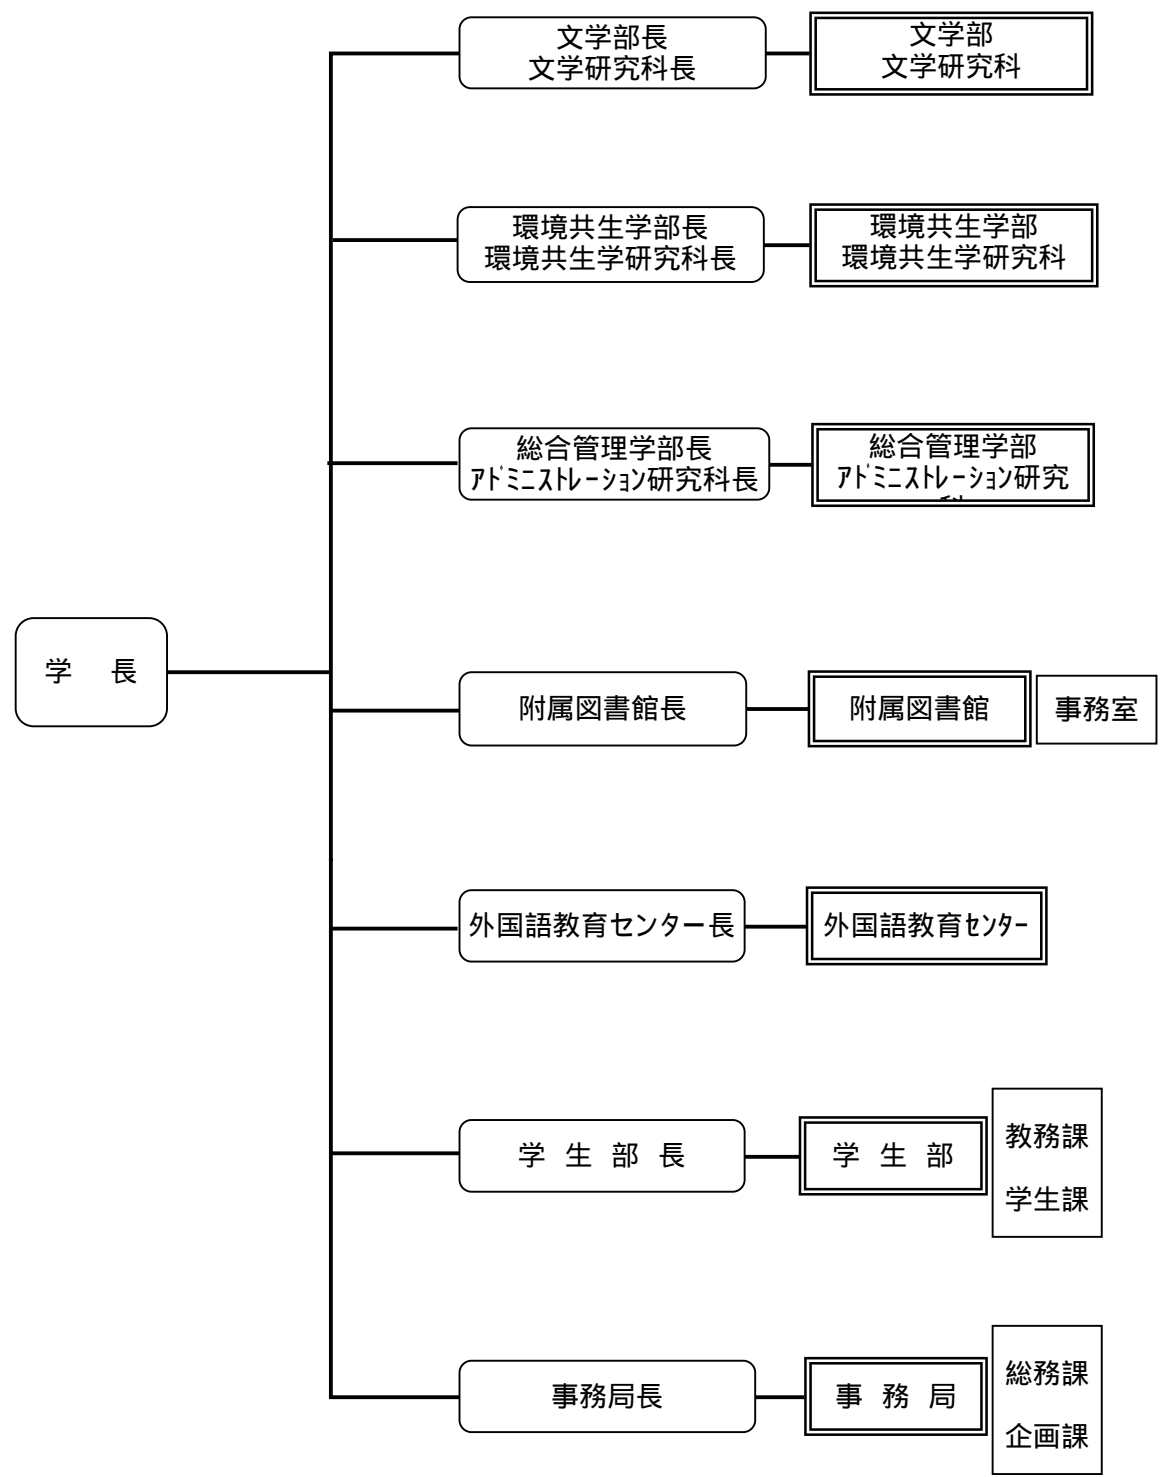 文学部長
文学研究科長
文学部
文学研究科
環境共生学部長
環境共生学研究科長
環境共生学部
環境共生学研究科
総合管理学部長
ｱﾄﾞﾐﾆｽﾄﾚｰｼｮﾝ研究科長
総合管理学部
ｱﾄﾞﾐﾆｽﾄﾚｰｼｮﾝ研究
学 長
附属図書館長
附属図書館
事務室
外国語教育センター長
外国語教育ｾﾝﾀｰ
学 生 部 長
学 生 部
教務課
学生課
事務局長
事 務 局
総務課
企画課